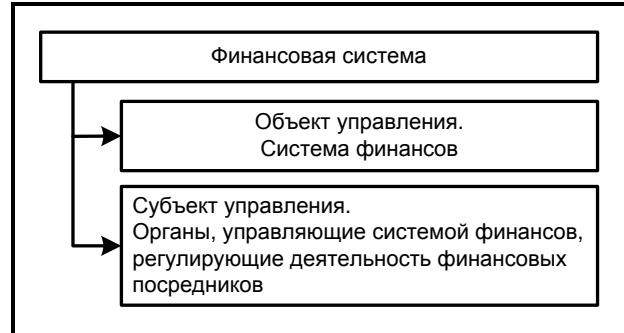 Финансовая система
Объект управления.
Система финансов
Субъект управления.
Органы, управляющие системой финансов,
регулирующие деятельность финансовых
посредников